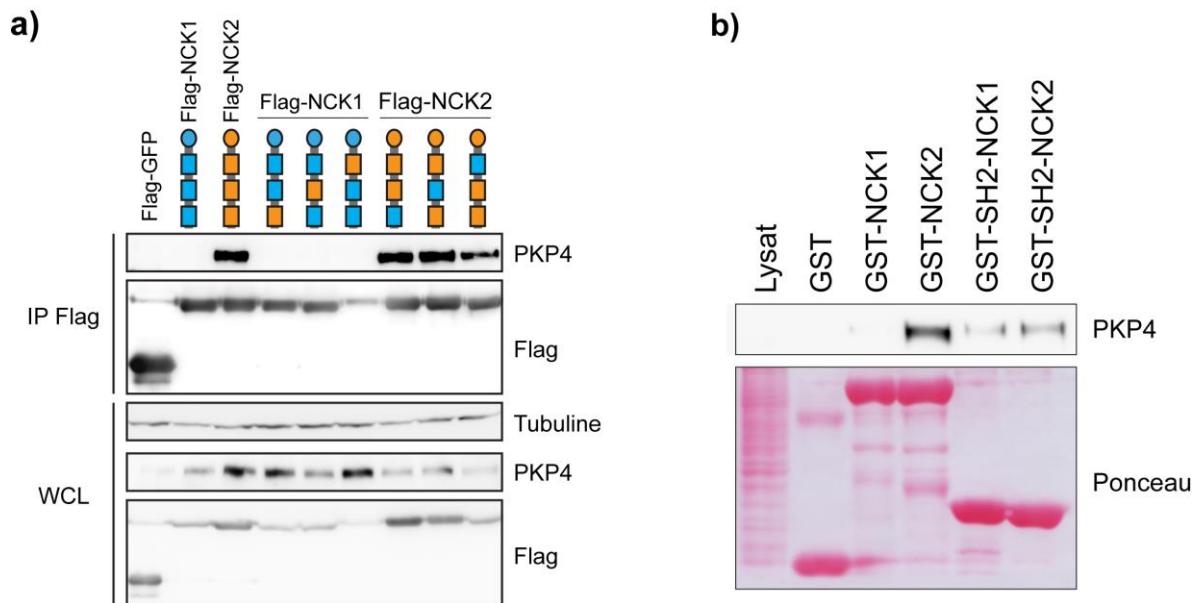 a)
Flag-GFP
Flag-NCK1
Flag-NCK2
Flag-NCK1
Flag-NCK2
IP Flag
PKP4
Flag
WCL
Tubuline
PKP4
Flag
b)
Lysat
GST
GST-NCK1
GST-NCK2
GST-SH2-NCK1
GST-SH2-NCK2
PKP4
Ponceau